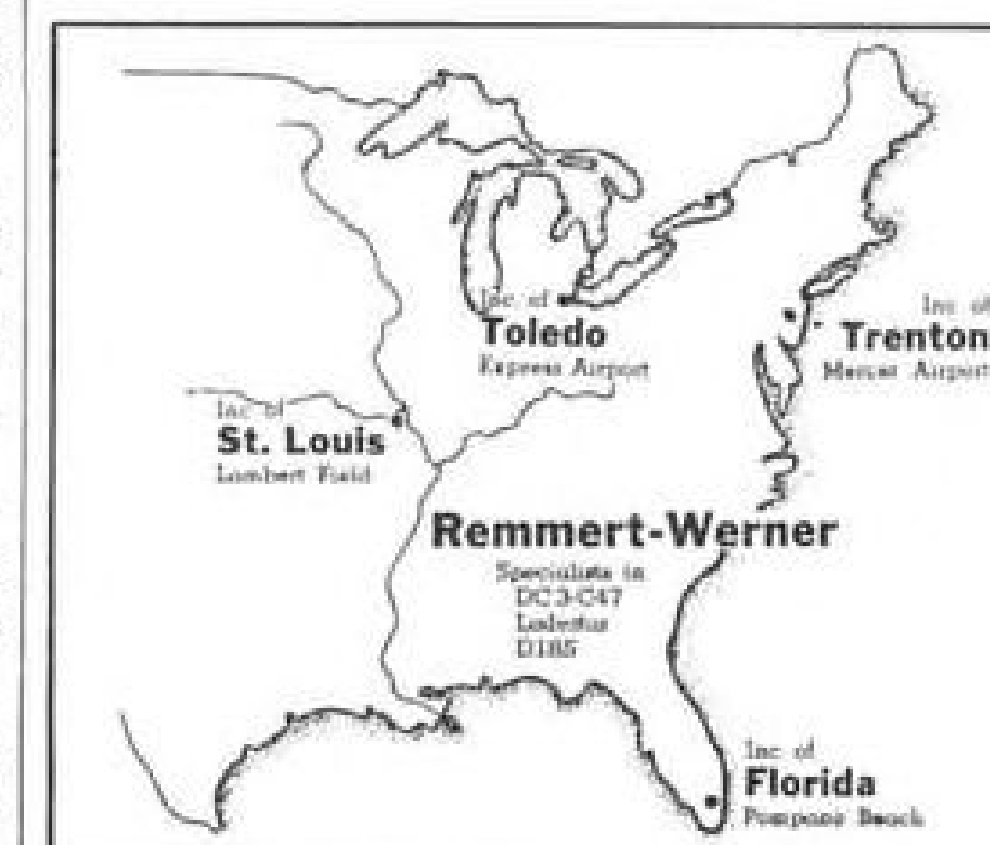 Inc of
Toledo
Express Airport
Inc of
Trenton
Mercer Airport
Inc of
St. Louis
Lambert Field
Remmert-Werner
Specialists in
DC3-C47
Lodestar
D18S
Inc of
Florida
Pompano Beach